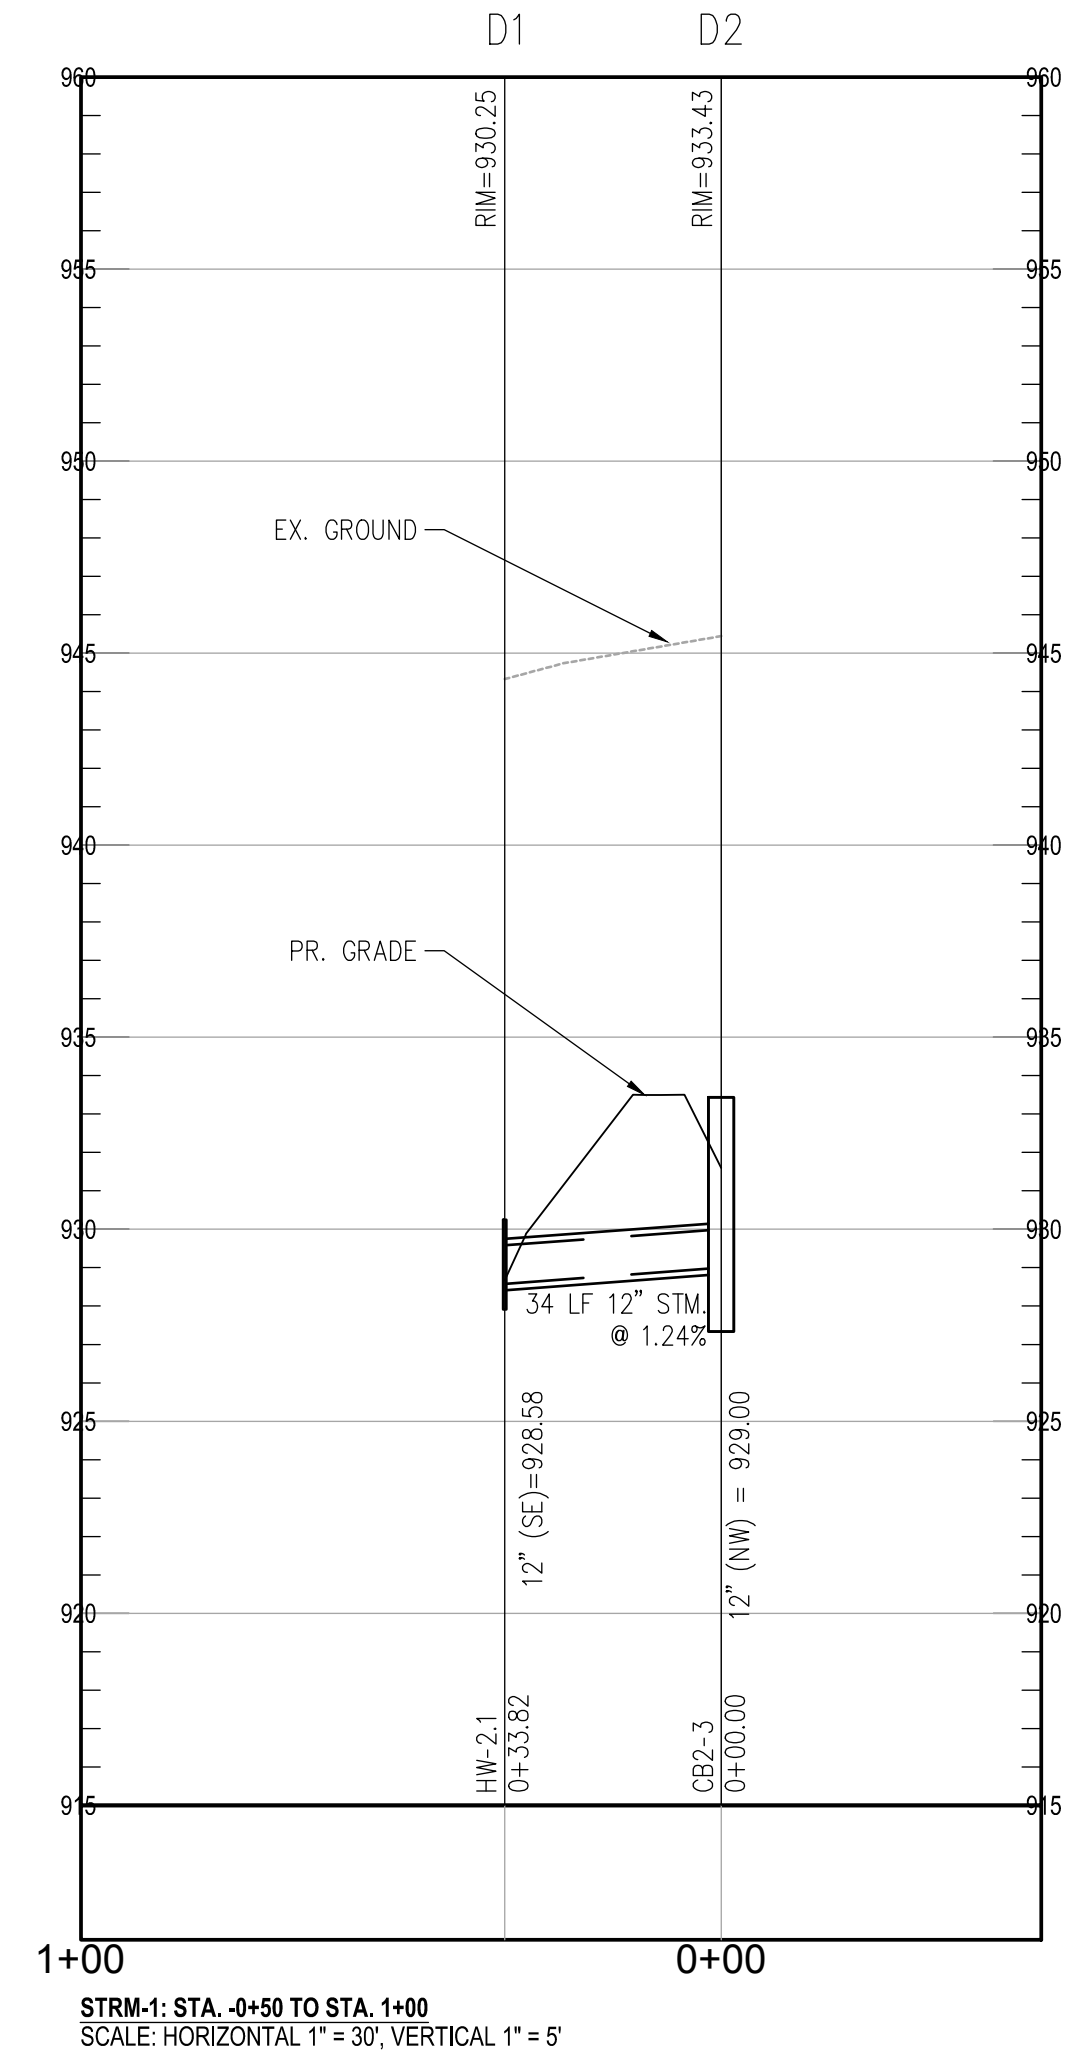 D1 D2
960 960
RIM=930.25
RIM=933.43
955 955
950 950
EX. GROUND
945 945
940 940
PR. GRADE
935 935
930 930
34 LF 12” STM.
@ 1.24%
925 925
12” (SE)=928.58
12” (NW) = 929.00
920 920
HW-2.1
0+33.82
CB2-3
0+00.00
915 915
1+00 0+00
STRM-1: STA. -0+50 TO STA. 1+00
SCALE: HORIZONTAL 1" = 30', VERTICAL 1" = 5'